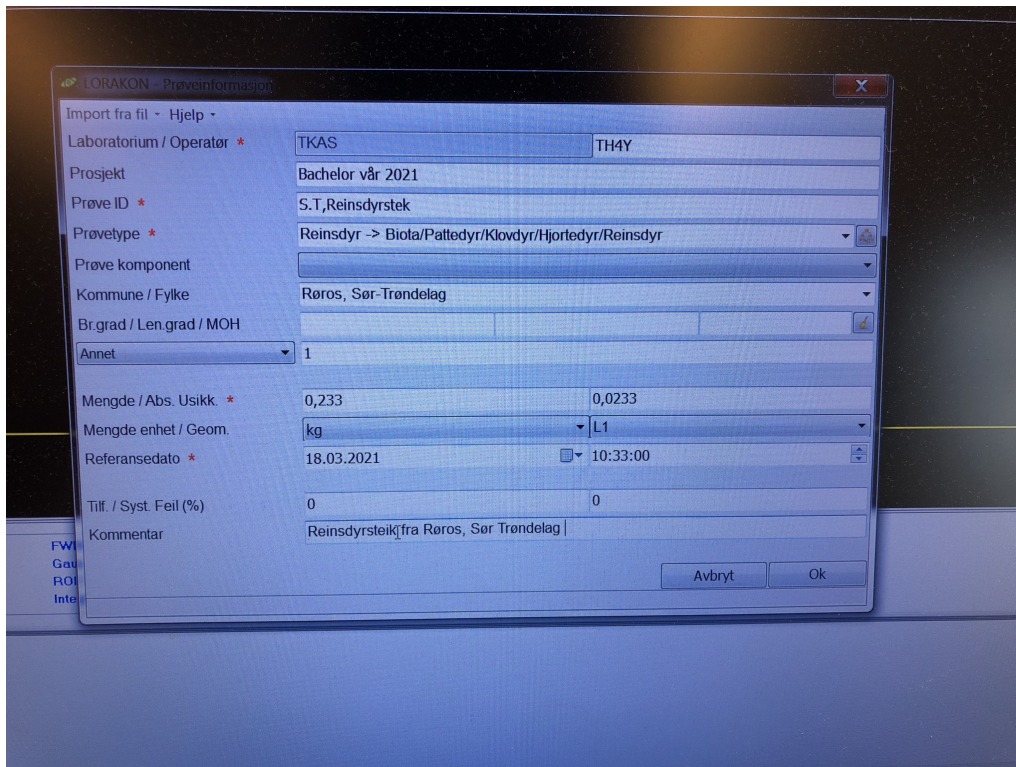 LORAKON - Prøveinformasjon
X
Import fra fil Hjelp
Laboratorium / Operatør * TKAS TH4Y
Prosjekt Bachelor vår 2021
Prøve ID * S.T,Reinsdyrstek
Prøvetype * Reinsdyr -> Biota/Pattedyr/Klovdyr/Hjortedyr/Reinsdyr
Prøve komponent
Kommune / Fylke Røros, Sør-Trøndelag
Br.grad / Len.grad / MOH
Annet 1
Mengde / Abs. Usikk. * 0,233 0,0233
Mengde enhet / Geom. kg L1
Referansedato * 18.03.2021 10:33:00
Tilf. / Syst. Feil (%) 0 0
Kommentar Reinsdyrsteik fra Røros, Sør Trøndelag
Avbryt Ok
FW
Gau
ROI
Inte